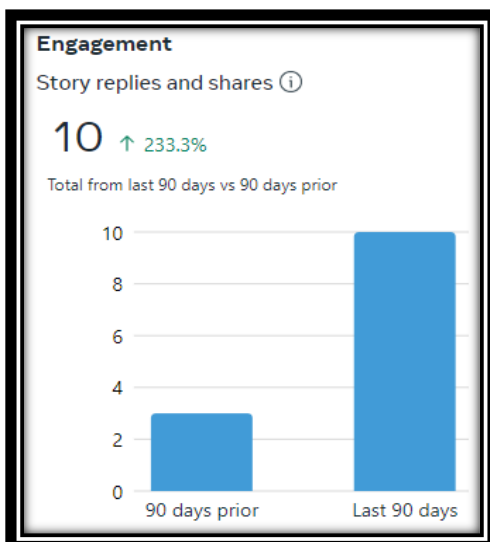 Engagement
Story replies and shares ⓘ
10 ↑ 233.3%
Total from last 90 days vs 90 days prior
10
8
6
4
2
0
90 days prior Last 90 days